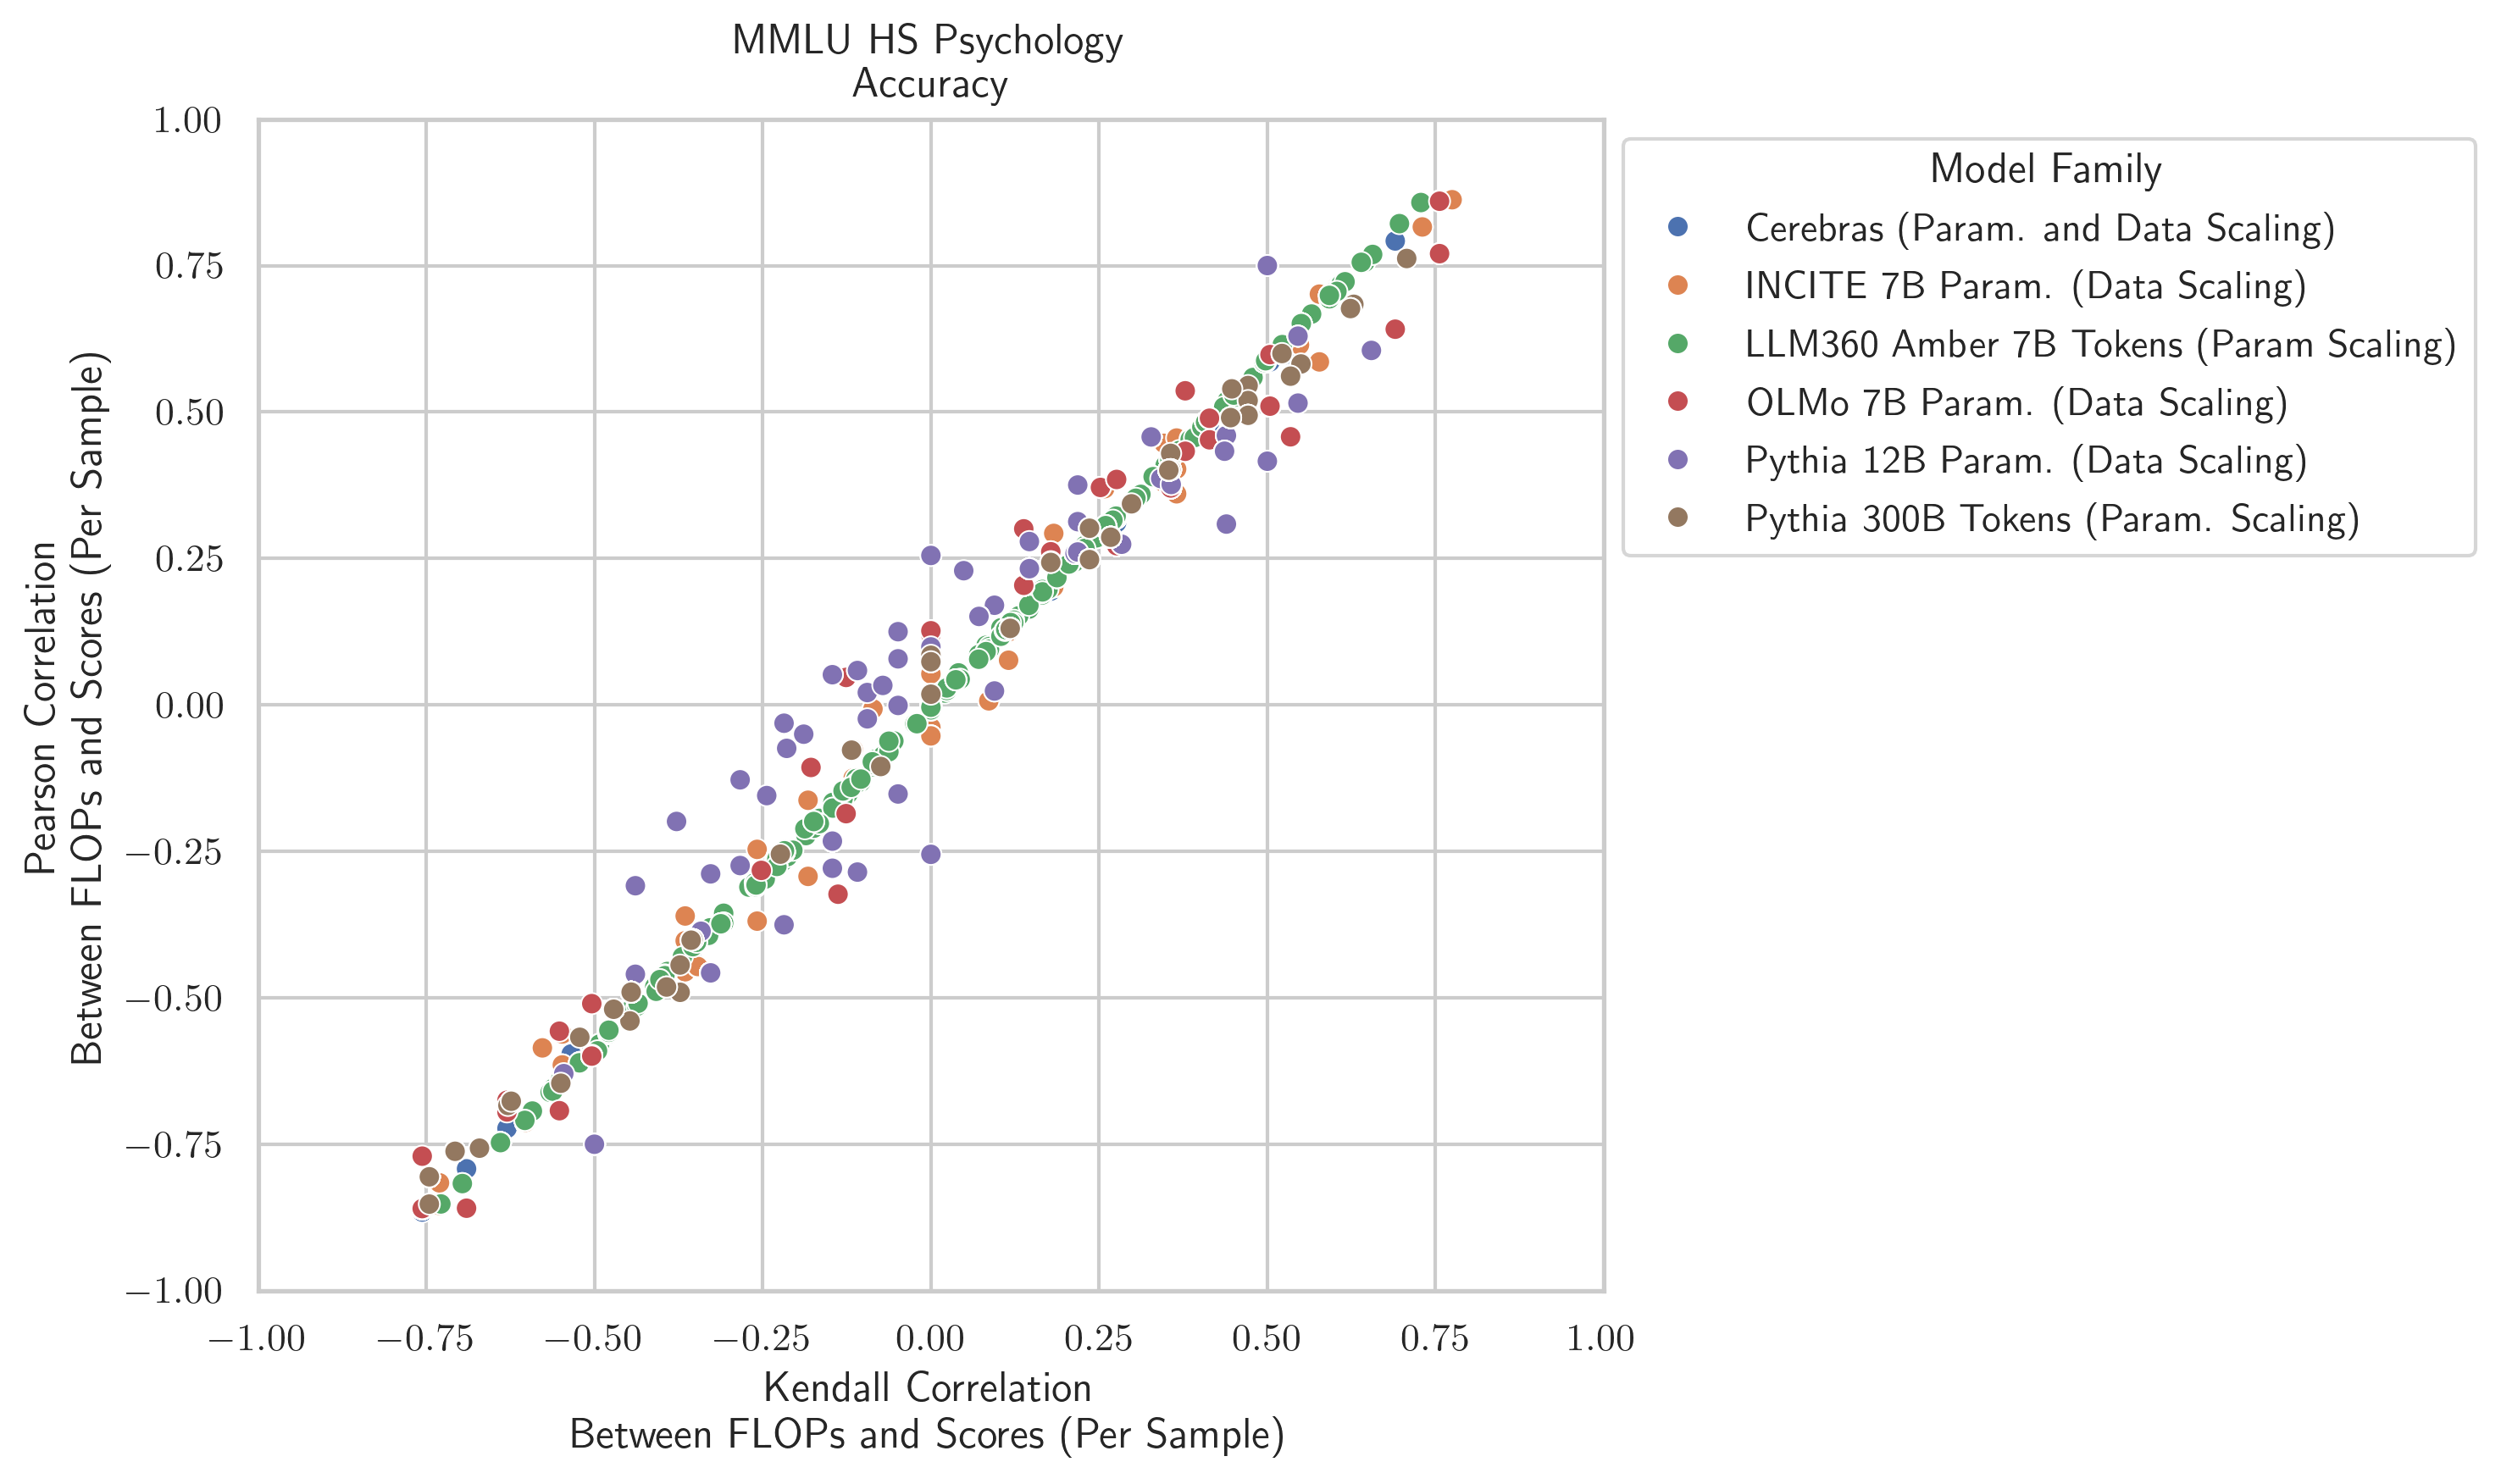 MMLU HS Psychology
Accuracy
1.00
0.75
0.50
0.25
0.00
−0.25
−0.50
−0.75
−1.00
Pearson Correlation
Between FLOPs and Scores (Per Sample)
−1.00 −0.75 −0.50 −0.25 0.00 0.25 0.50 0.75 1.00
Kendall Correlation
Between FLOPs and Scores (Per Sample)
Model Family
Cerebras (Param. and Data Scaling)
INCITE 7B Param. (Data Scaling)
LLM360 Amber 7B Tokens (Param Scaling)
OLMo 7B Param. (Data Scaling)
Pythia 12B Param. (Data Scaling)
Pythia 300B Tokens (Param. Scaling)